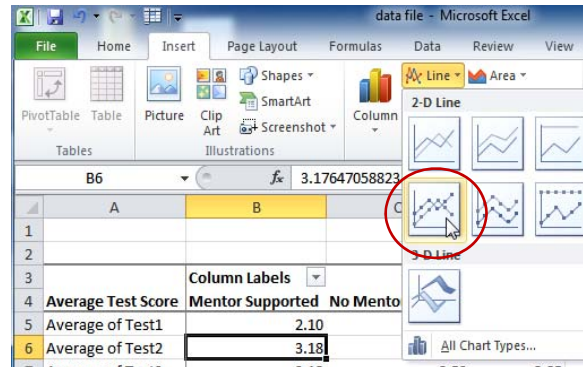 data file - Microsoft Excel
File Home Insert Page Layout Formulas Data Review View
PivotTable Table Picture Clip Art Shapes SmartArt Screenshot Column Line Area
Tables Illustrations
2-D Line
B6 fx 3.17647058823
A B C
1
2
3 Column Labels
3-D Line
4 Average Test Score Mentor Supported No Mento
5 Average of Test1 2.10
6 Average of Test2 3.18
All Chart Types...